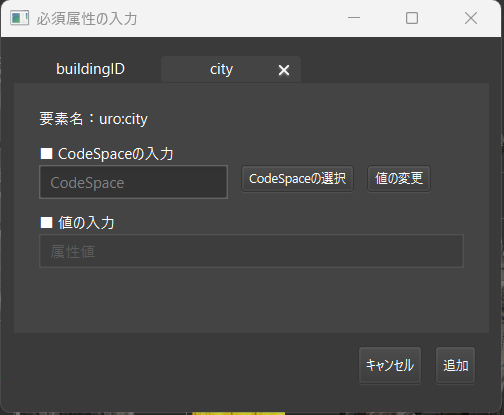 必須属性の入力
buildingID
city
要素名：uro:city
■ CodeSpaceの入力
CodeSpace
CodeSpaceの選択
値の変更
■ 値の入力
属性値
キャンセル
追加